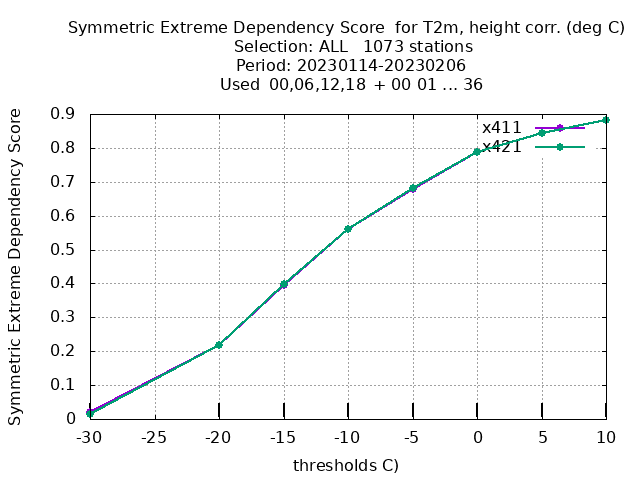 Symmetric Extreme Dependency Score  for T2m, height corr. (deg C)
Selection: ALL   1073 stations
Period: 20230114-20230206
Used  00,06,12,18  + 00 01 ... 36
Symmetric Extreme Dependency Score
0.9
0.8
0.7
0.6
0.5
0.4
0.3
0.2
0.1
0
x411
x421
-30 -25 -20 -15 -10 -5 0 5 10
thresholds C)